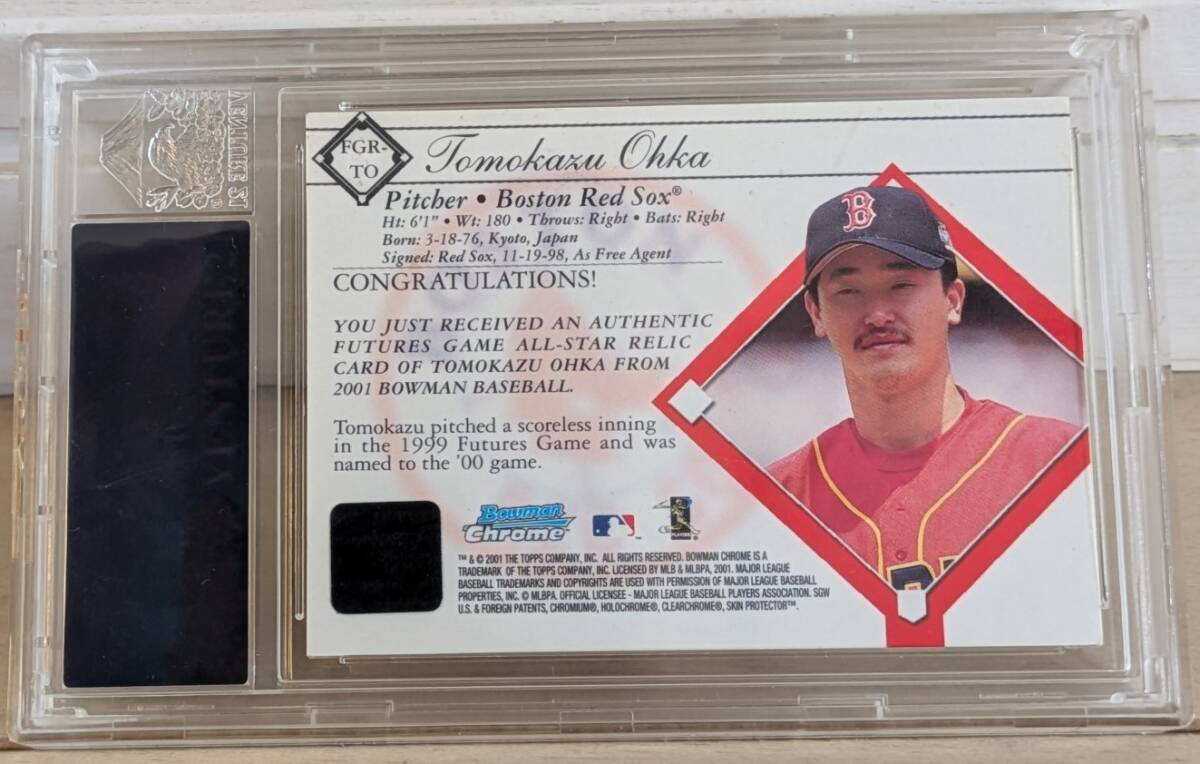 FGR-
TO
Tomokazu Ohka
Pitcher • Boston Red Sox®
Ht: 6'1" • Wt: 180 • Throws: Right • Bats: Right
Born: 3-18-76, Kyoto, Japan
Signed: Red Sox, 11-19-98, As Free Agent
CONGRATULATIONS!
YOU JUST RECEIVED AN AUTHENTIC
FUTURES GAME ALL-STAR RELIC
CARD OF TOMOKAZU OHKA FROM
2001 BOWMAN BASEBALL.
Tomokazu pitched a scoreless inning
in the 1999 Futures Game and was
named to the '00 game.
B
Bowman
Chrome
PLAYERS
™ & © 2001 THE TOPPS COMPANY, INC. ALL RIGHTS RESERVED. BOWMAN CHROME IS A
TRADEMARK OF THE TOPPS COMPANY, INC. LICENSED BY MLB & MLBPA, 2001. MAJOR LEAGUE
BASEBALL TRADEMARKS AND COPYRIGHTS ARE USED WITH PERMISSION OF MAJOR LEAGUE BASEBALL
PROPERTIES, INC. © MLBPA. OFFICIAL LICENSEE - MAJOR LEAGUE BASEBALL PLAYERS ASSOCIATION. SGW
U.S. & FOREIGN PATENTS, CHROMIUM®, HOLOCHROME®, CLEARCHROME®, SKIN PROTECTOR™.